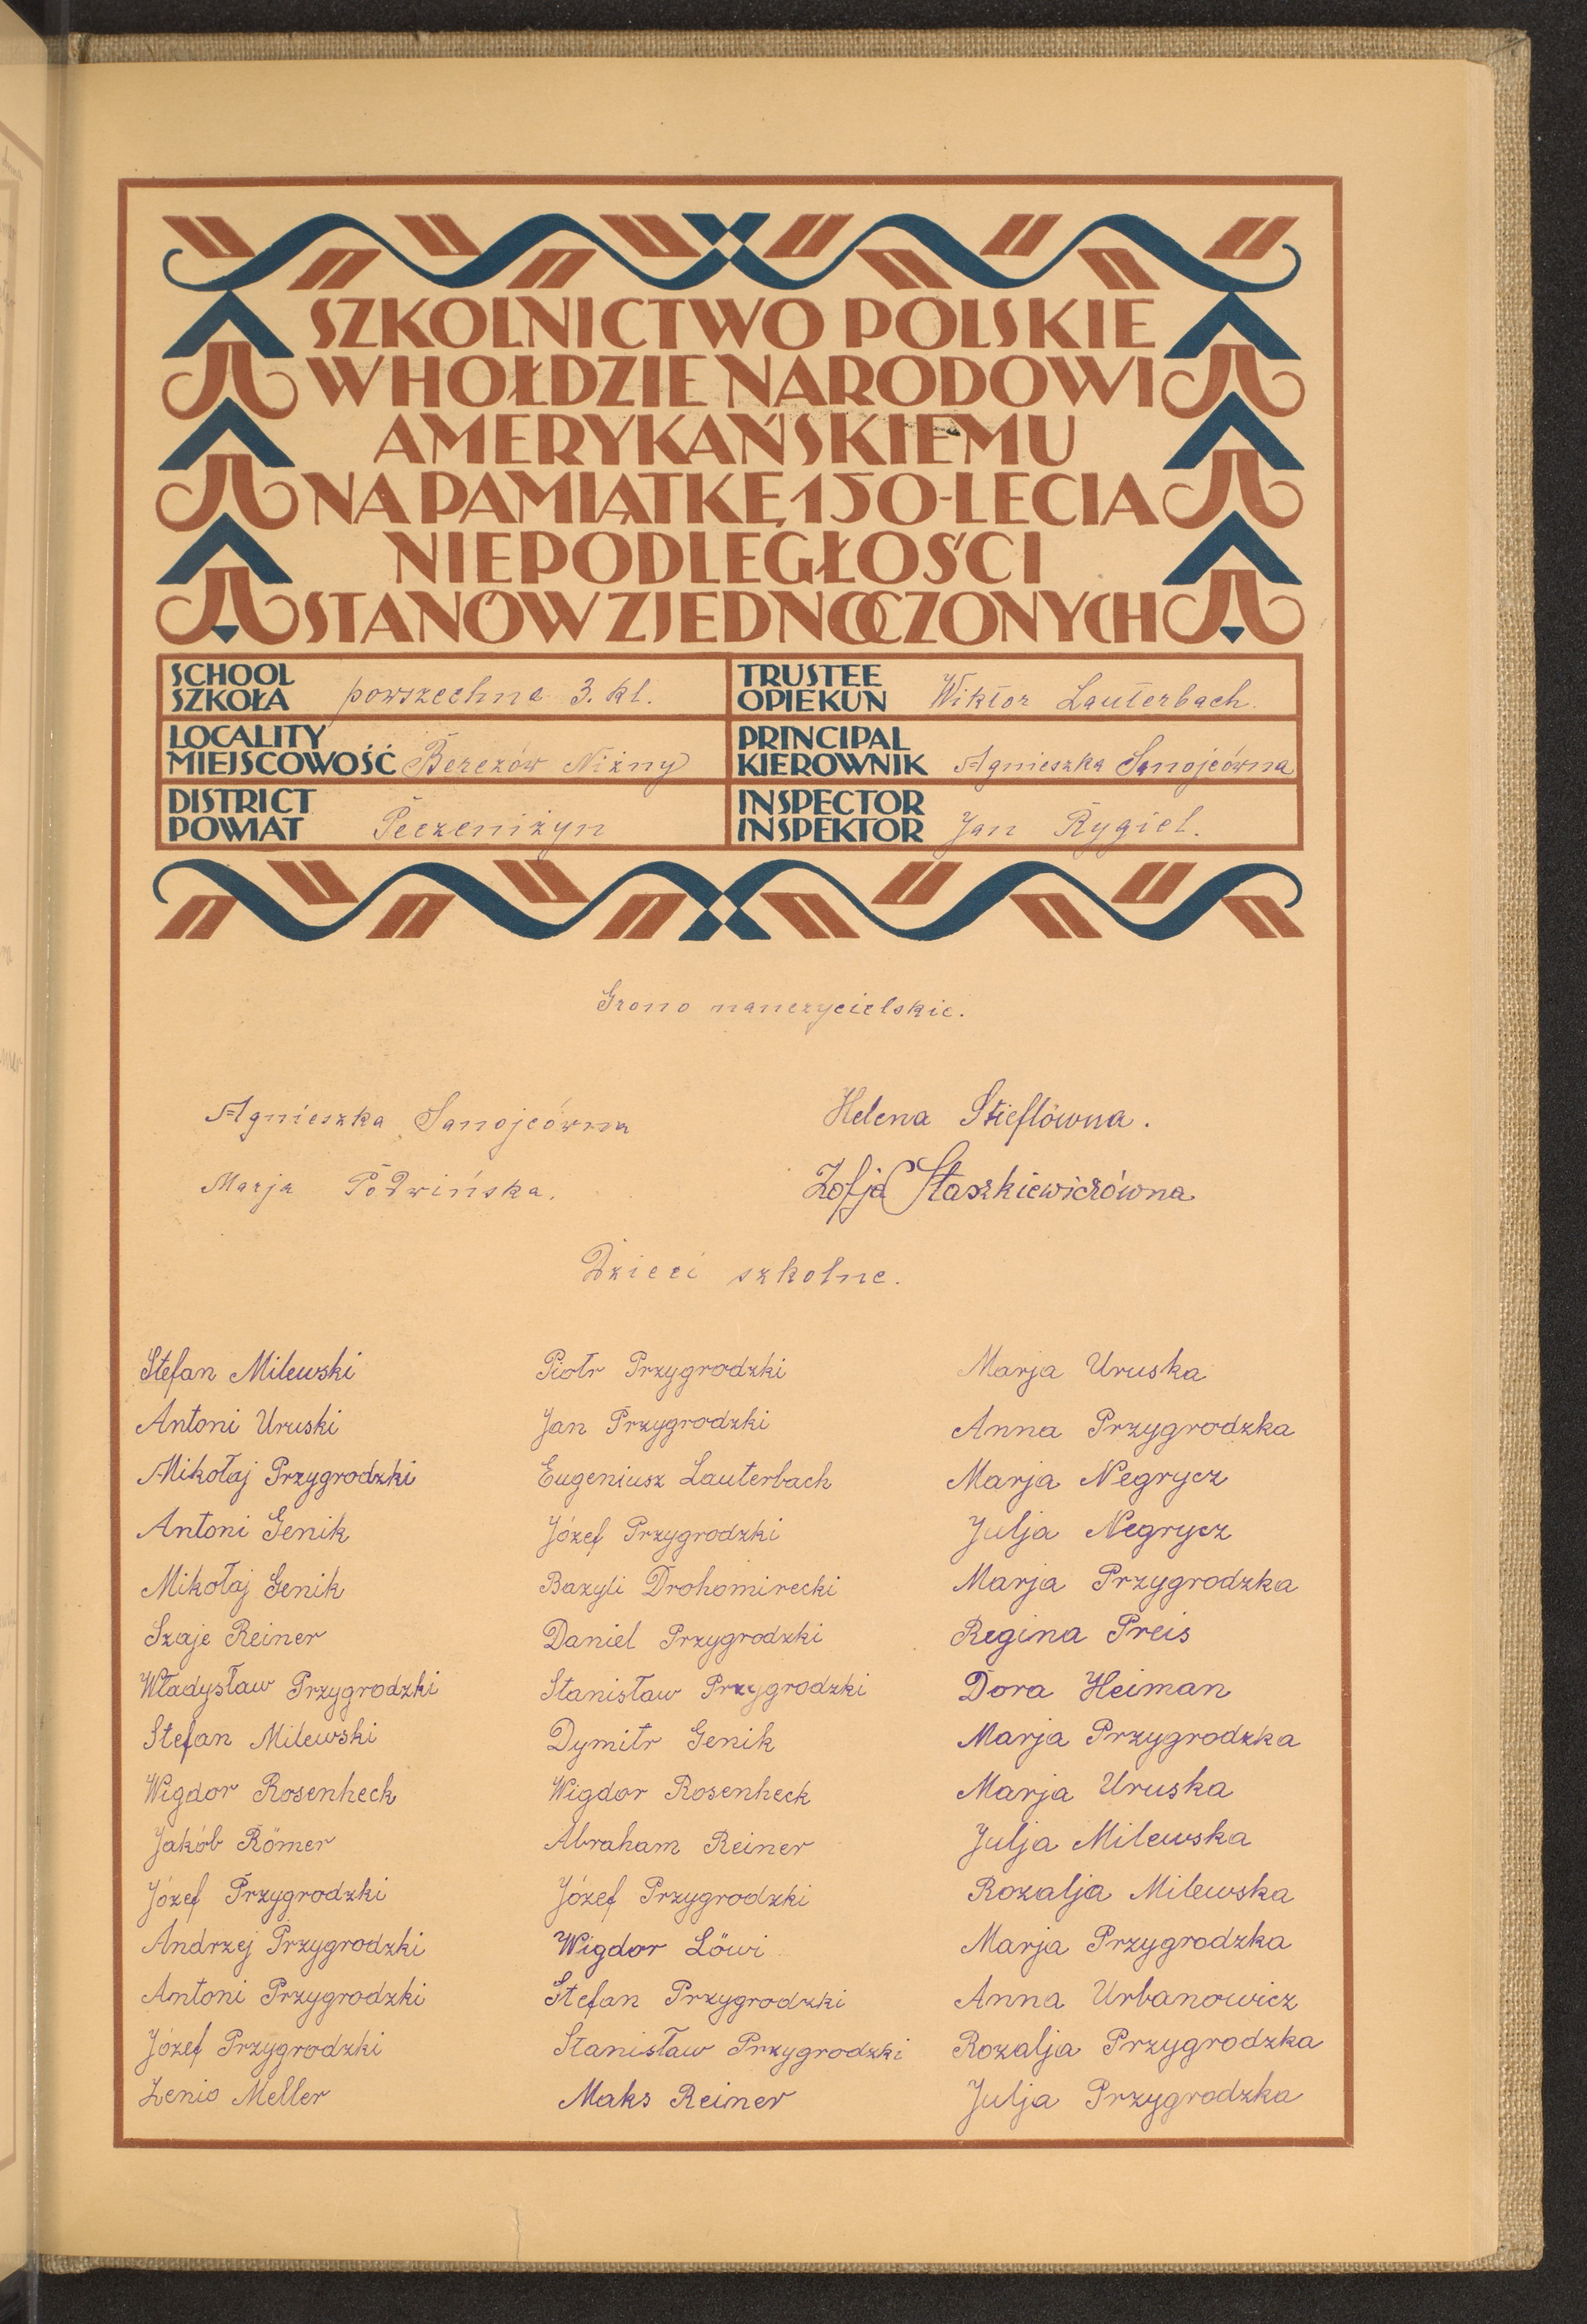 SZKOLNICTWO POLSKIE
W HOŁDZIE NARODOWI
AMERYKAŃSKIEMU
NA PAMIĄTKĘ 150-LECIA
NIEPODLEGŁOŚCI
STANÓW ZJEDNOCZONYCH
SCHOOL
SZKOŁA powszechna 3. kl.
TRUSTEE
OPIEKUN Wiktor Lauterbach.
LOCALITY
MIEJSCOWOŚĆ Berezów Niżny
PRINCIPAL
KIEROWNIK Agnieszka Sanojcówna
DISTRICT
POWIAT Peczeniżyn
INSPECTOR
INSPEKTOR Jan Rygiel.
Grono nauczycielskie.
Agnieszka Sanojcówna Helena Stieflówna.
Marja Podwińska. Zofja Staszkiewiczówna
Dzieci szkolne.
Stefan Milewski Piotr Przygrodzki Marja Uruska
Antoni Uruski Jan Przygrodzki Anna Przygrodzka
Mikołaj Przygrodzki Eugeniusz Lauterbach Marja Negrycz
Antoni Genik Józef Przygrodzki Julja Negrycz
Mikołaj Genik Bazyli Drohomirecki Marja Przygrodzka
Szaje Reiner Daniel Przygrodzki Regina Preis
Władysław Przygrodzki Stanisław Przygrodzki Dora Heiman
Stefan Milewski Dymitr Genik Marja Przygrodzka
Wigdor Rosenheck Wigdor Rosenheck Marja Uruska
Jakób Römer Abraham Reiner Julja Milewska
Józef Przygrodzki Józef Przygrodzki Rozalja Milewska
Andrzej Przygrodzki Wigdor Löwi Marja Przygrodzka
Antoni Przygrodzki Stefan Przygrodzki Anna Urbanowicz
Józef Przygrodzki Stanisław Przygrodzki Rozalja Przygrodzka
Zenio Meller Maks Reiner Julja Przygrodzka